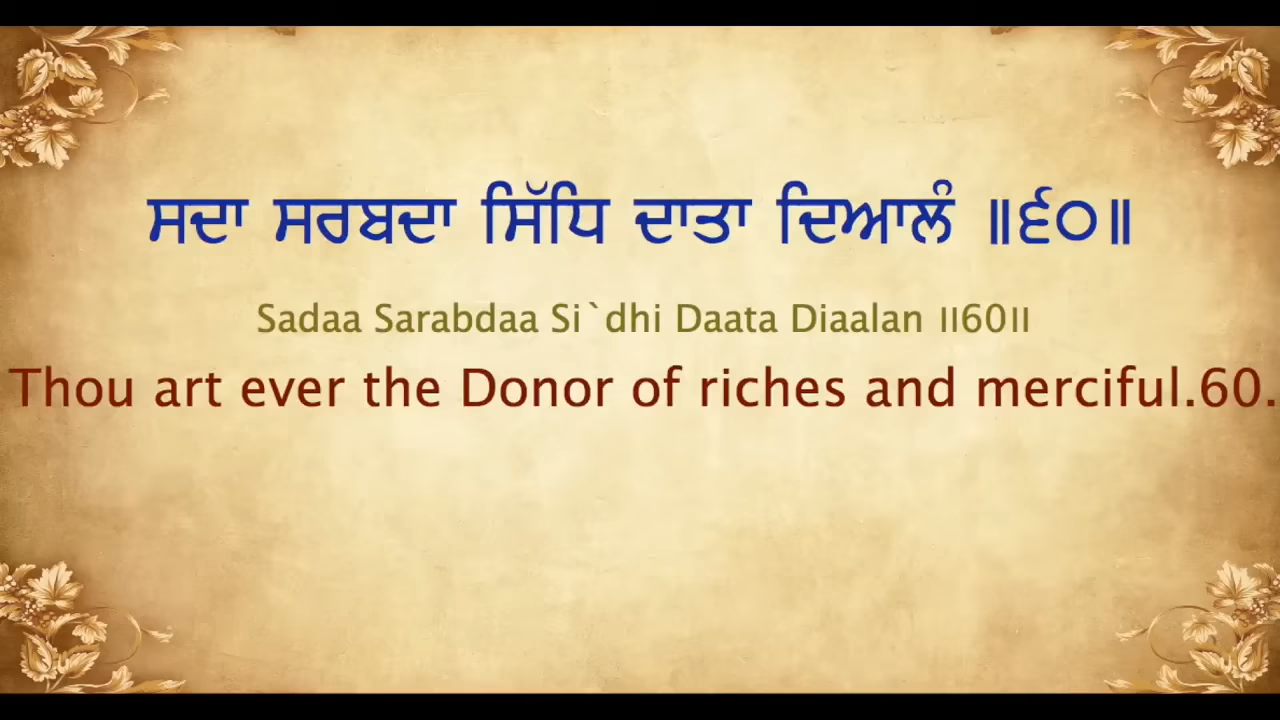 ਸਦਾ ਸਰਬਦਾ ਸਿੱਧਿ ਦਾਤਾ ਦਿਆਲੰ ॥੬੦॥
Sadaa Sarabdaa Si`dhi Daata Diaalan ॥60॥
Thou art ever the Donor of riches and merciful.60.